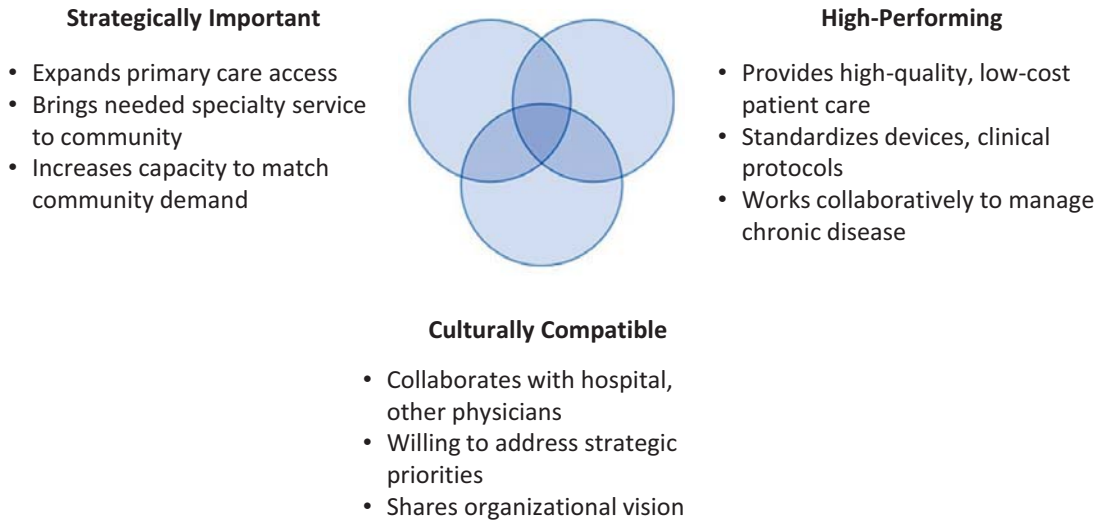 Strategically Important
• Expands primary care access
• Brings needed specialty service
to community
• Increases capacity to match
community demand
High-Performing
• Provides high-quality, low-cost
patient care
• Standardizes devices, clinical
protocols
• Works collaboratively to manage
chronic disease
Culturally Compatible
• Collaborates with hospital,
other physicians
• Willing to address strategic
priorities
• Shares organizational vision